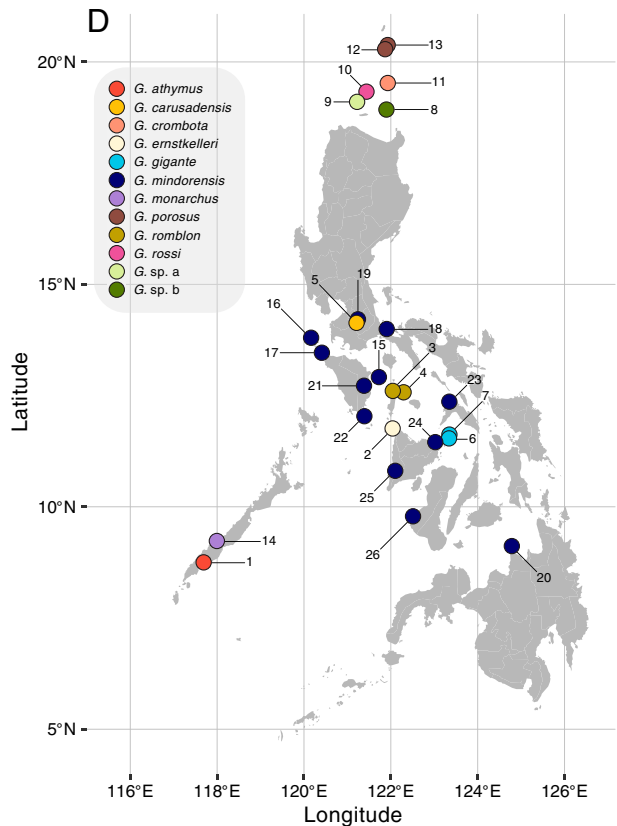 D
13
12
20°N
10
11
9
8
G. athymus
G. carusadensis
G. crombota
G. ernstkelleri
G. gigante
G. mindorensis
G. monarchus
G. porosus
G. romblon
G. rossi
G. sp. a
G. sp. b
5
19
15°N
16
18
15
3
17
4
23
21
7
24
22
6
2
10°N
25
14
26
1
20
5°N
116°E 118°E 120°E 122°E 124°E 126°E
Longitude
Latitude